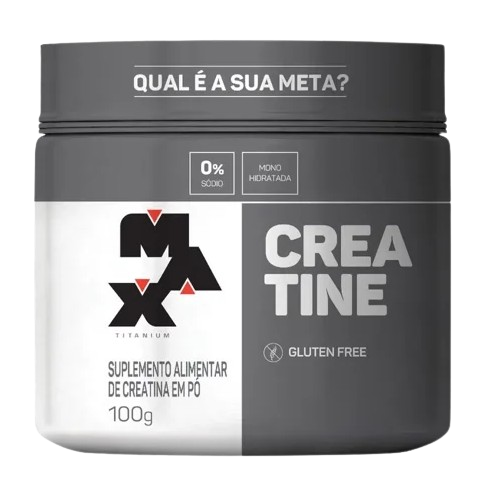 QUAL É A SUA META?
0%
SÓDIO
MONO
HIDRATADA
MAX
TITANIUM
CREA
TINE
GLUTEN FREE
SUPLEMENTO ALIMENTAR
DE CREATINA EM PÓ
100g